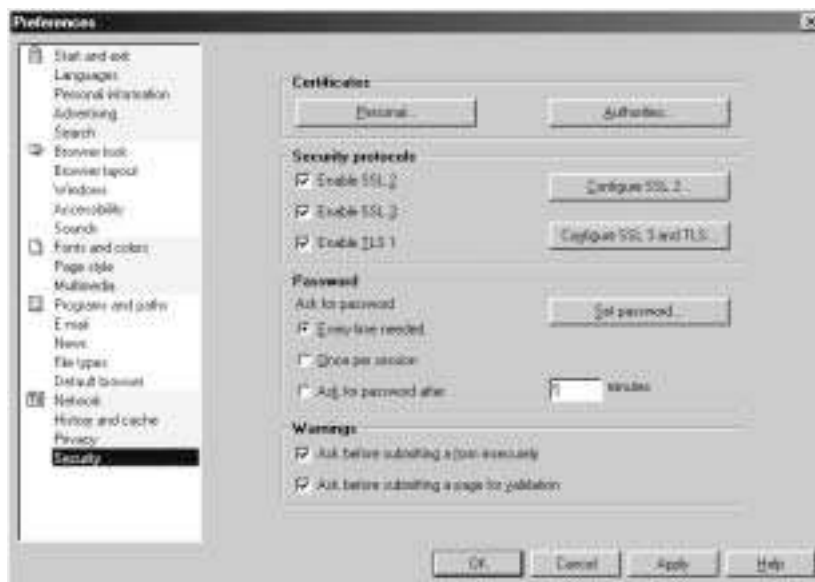 Preferences
Start and exit
Languages
Personal information
Advertising
Search
Browser look
Browser layout
Windows
Accessibility
Sounds
Fonts and colors
Page style
Multimedia
Programs and paths
E-mail
News
File types
Default browser
Network
History and cache
Privacy
Security
Certificates
Personal... Authorities...
Security protocols
Enable SSL 2 Configure SSL 2...
Enable SSL 3
Enable TLS 1 Configure SSL 3 and TLS...
Password
Ask for password Set password...
Every time needed
Once per session
Ask for password after minutes
Warnings
Ask before submitting a form insecurely
Ask before submitting a page for validation
OK Cancel Apply Help